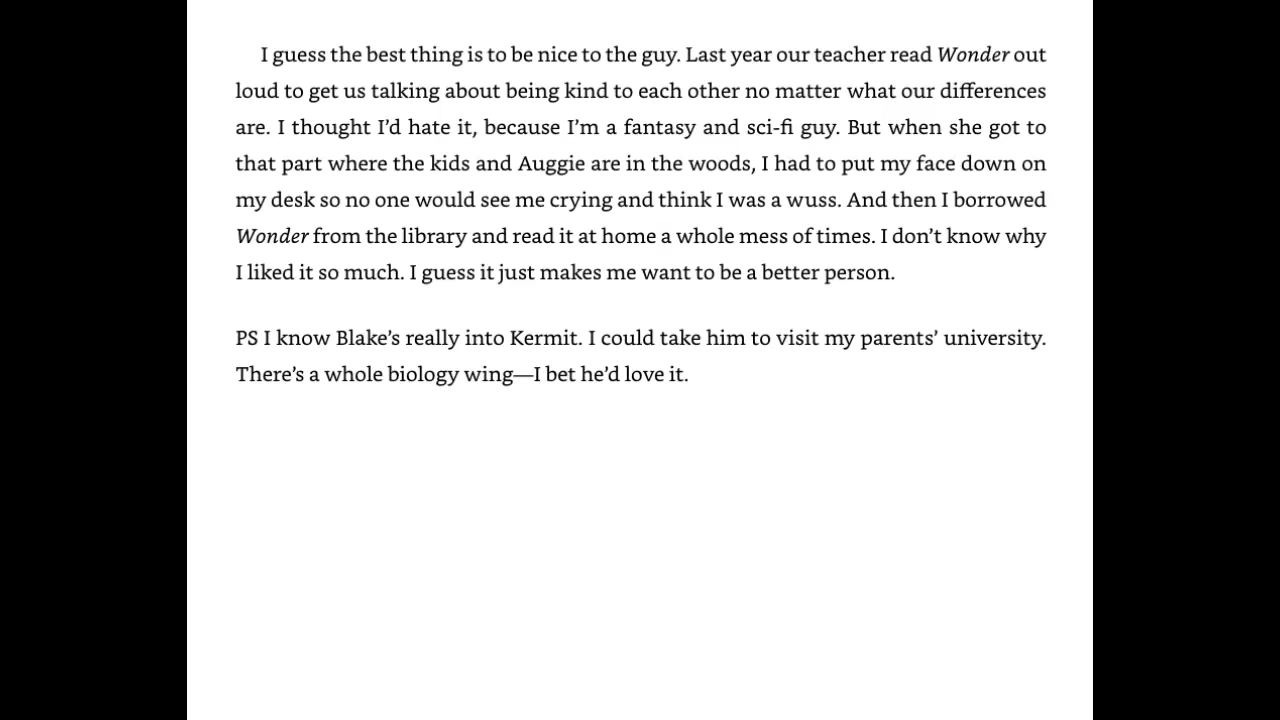 I guess the best thing is to be nice to the guy. Last year our teacher read Wonder out
loud to get us talking about being kind to each other no matter what our differences
are. I thought I’d hate it, because I’m a fantasy and sci-fi guy. But when she got to
that part where the kids and Auggie are in the woods, I had to put my face down on
my desk so no one would see me crying and think I was a wuss. And then I borrowed
Wonder from the library and read it at home a whole mess of times. I don’t know why
I liked it so much. I guess it just makes me want to be a better person.
PS I know Blake’s really into Kermit. I could take him to visit my parents’ university.
There’s a whole biology wing—I bet he’d love it.